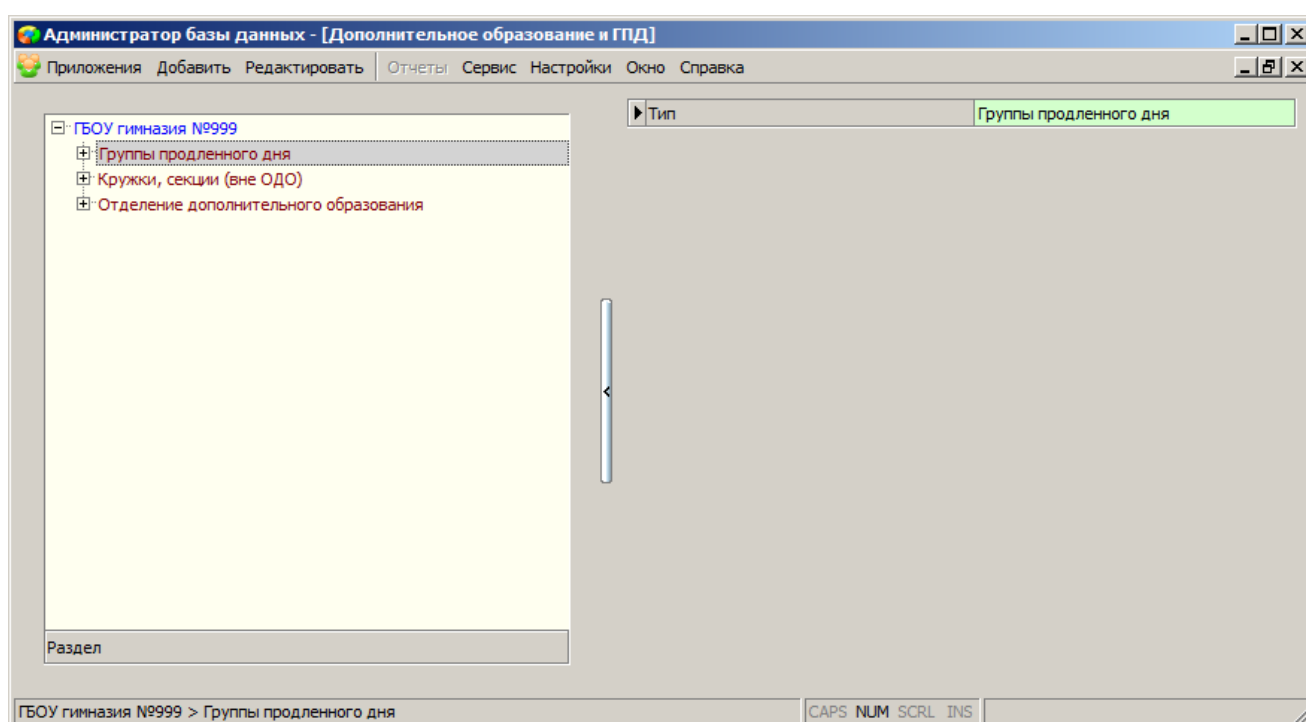 Администратор базы данных - [Дополнительное образование и ГПД]
Приложения Добавить Редактировать Отчеты Сервис Настройки Окно Справка
Тип Группы продленного дня
ГБОУ гимназия №999
Группы продленного дня
Кружки, секции (вне ОДО)
Отделение дополнительного образования
Раздел
ГБОУ гимназия №999 > Группы продленного дня CAPS NUM SCRL INS